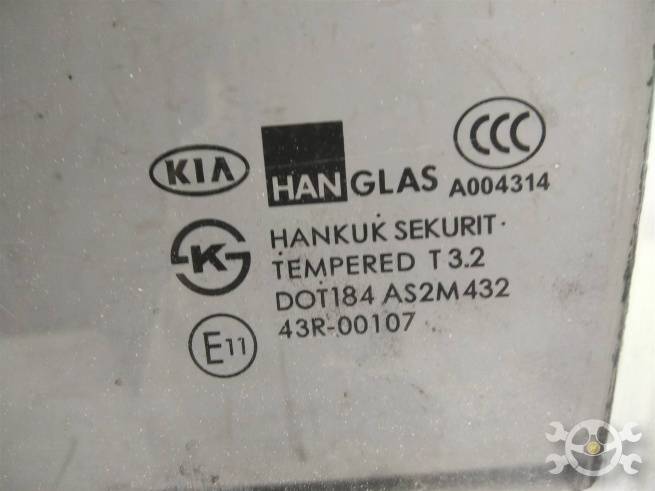 CCC
KIA HANGLAS A004314
K
HANKUK SEKURIT·
TEMPERED T 3.2
DOT184 AS2M432
E11 43R-00107